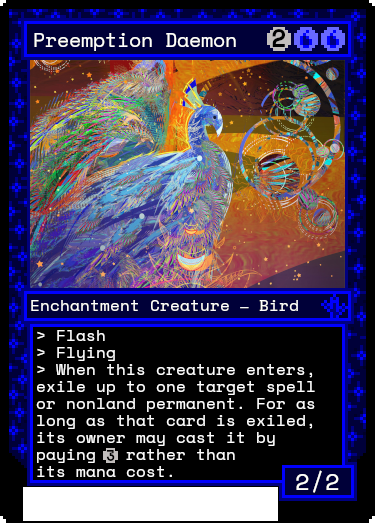 Preemption Daemon 2
Enchantment Creature — Bird
> Flash
> Flying
> When this creature enters,
exile up to one target spell
or nonland permanent. For as
long as that card is exiled,
its owner may cast it by
paying 3 rather than
its mana cost.
2/2